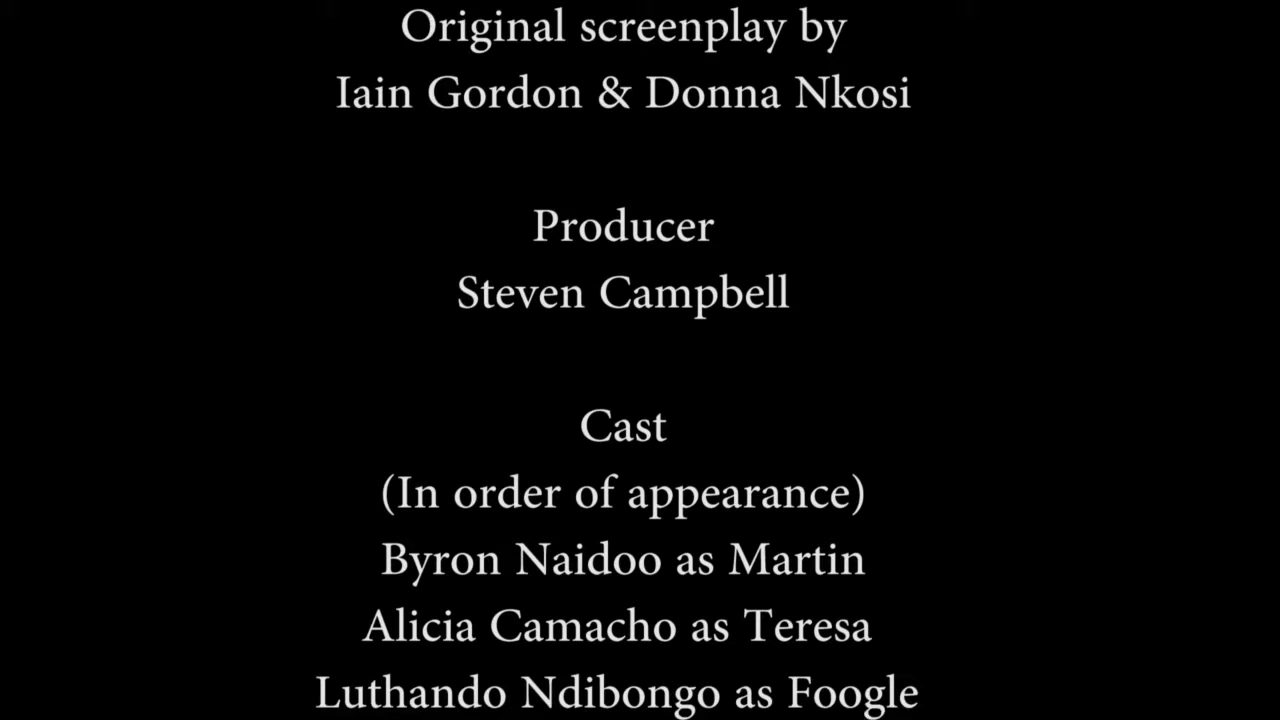 Original screenplay by
Iain Gordon & Donna Nkosi
Producer
Steven Campbell
Cast
(In order of appearance)
Byron Naidoo as Martin
Alicia Camacho as Teresa
Luthando Ndibongo as Foogle